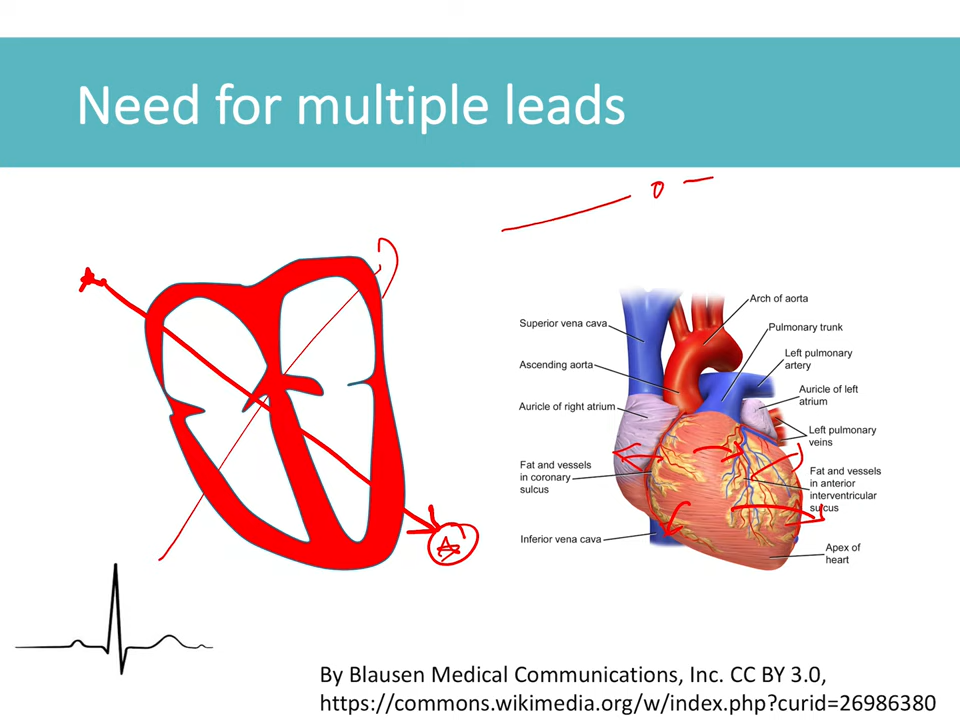 Need for multiple leads
Arch of aorta
Superior vena cava
Pulmonary trunk
Left pulmonary
artery
Ascending aorta
Auricle of left
atrium
Auricle of right atrium
Left pulmonary
veins
Fat and vessels
in coronary
sulcus
Fat and vessels
in anterior
interventricular
sulcus
Inferior vena cava
Apex of
heart
By Blausen Medical Communications, Inc. CC BY 3.0,
https://commons.wikimedia.org/w/index.php?curid=26986380